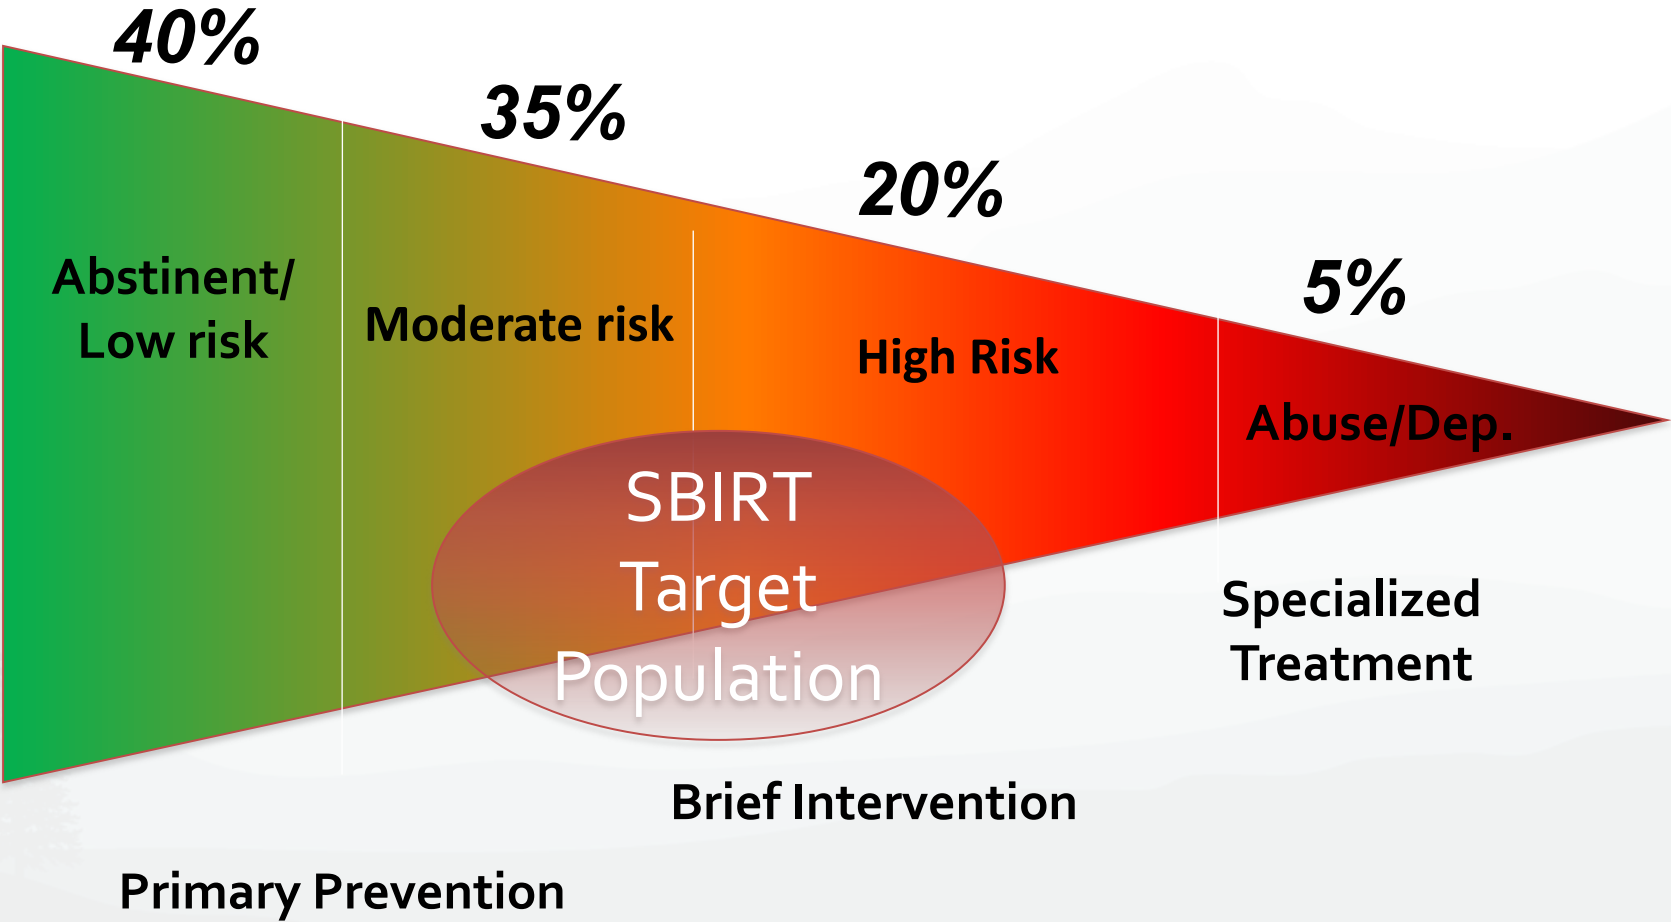 40%
35%
20%
5%
Abstinent/
Low risk
Moderate risk
High Risk
Abuse/Dep.
SBIRT
Target
Population
Specialized
Treatment
Brief Intervention
Primary Prevention